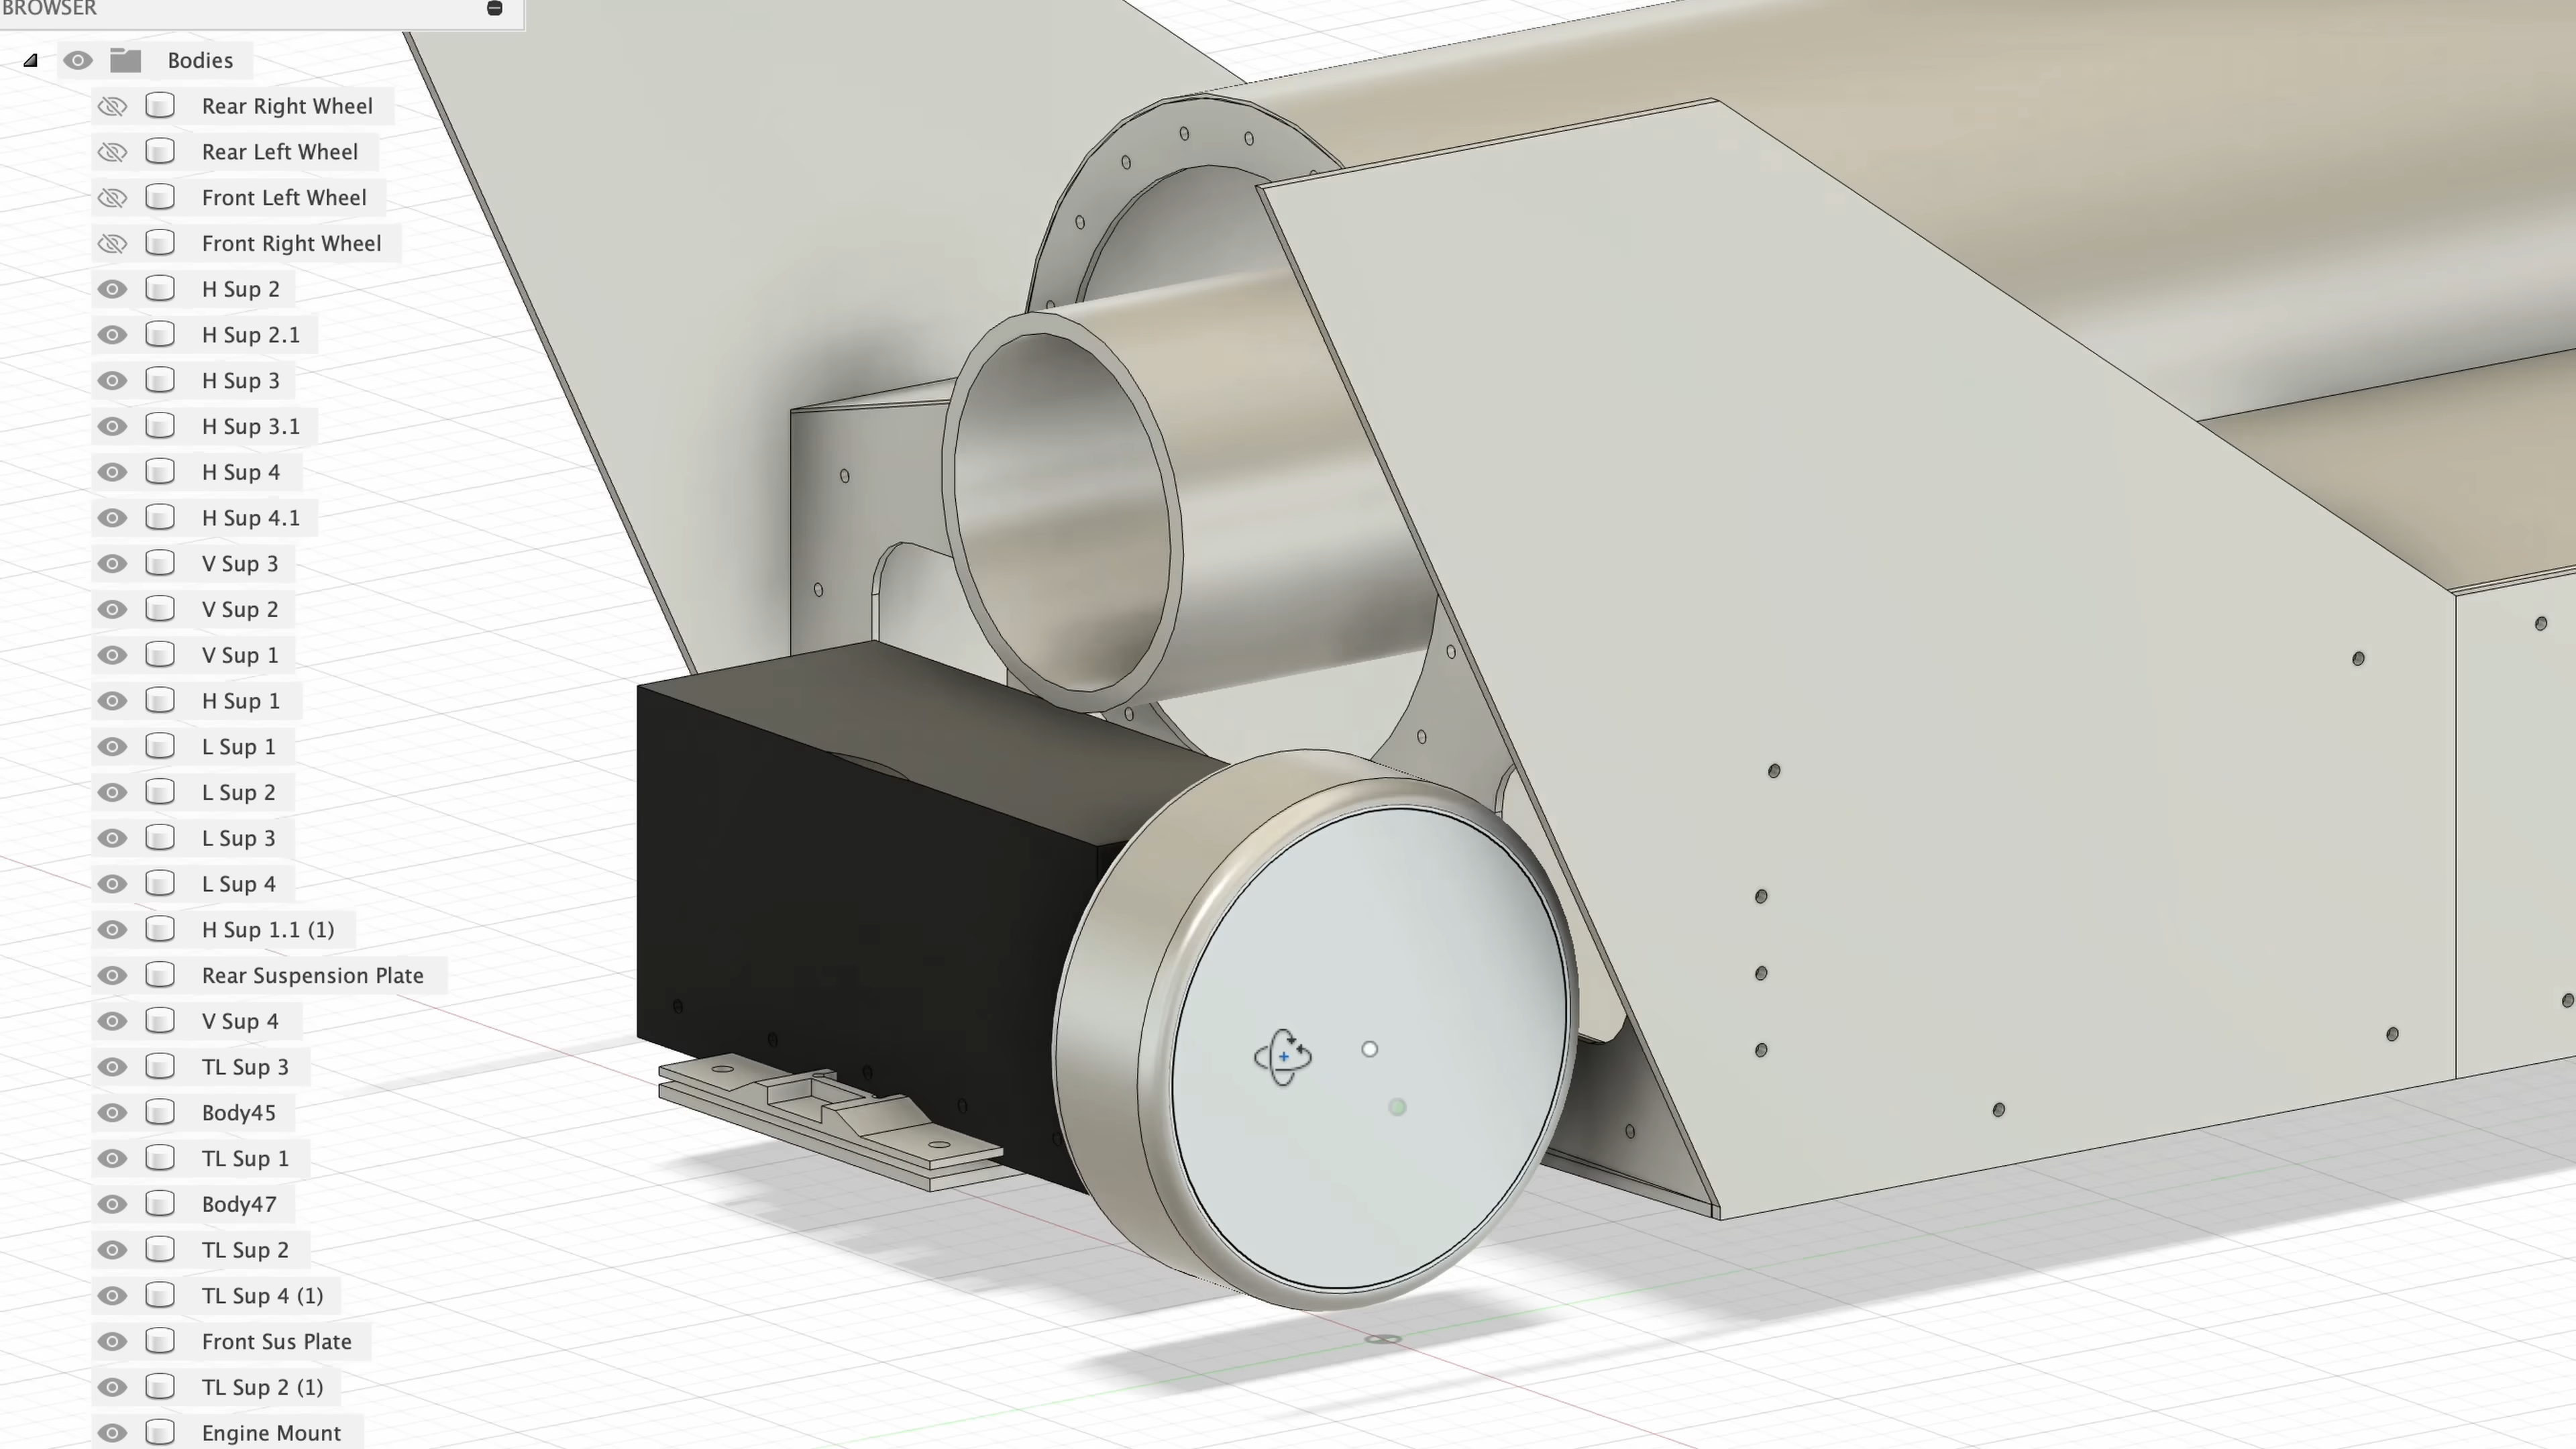 BROWSER
Bodies
Rear Right Wheel
Rear Left Wheel
Front Left Wheel
Front Right Wheel
H Sup 2
H Sup 2.1
H Sup 3
H Sup 3.1
H Sup 4
H Sup 4.1
V Sup 3
V Sup 2
V Sup 1
H Sup 1
L Sup 1
L Sup 2
L Sup 3
L Sup 4
H Sup 1.1 (1)
Rear Suspension Plate
V Sup 4
TL Sup 3
Body45
TL Sup 1
Body47
TL Sup 2
TL Sup 4 (1)
Front Sus Plate
TL Sup 2 (1)
Engine Mount